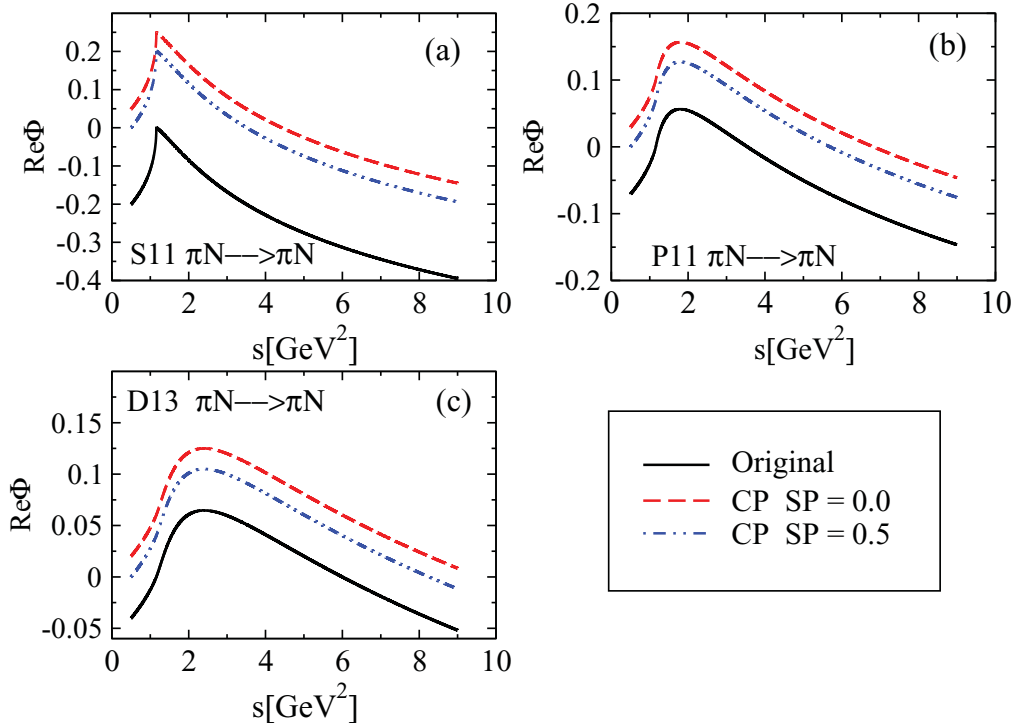 (a)
0.2
0.1
0
-0.1
-0.2
-0.3
-0.4
ReΦ
S11 πN––>πN
0 2 4 6 8 10
s[GeV²]
(b)
0.2
0.1
0
-0.1
0.2
ReΦ
P11 πN––>πN
0 2 4 6 8 10
s[GeV²]
D13 πN––>πN (c)
0.15
0.1
0.05
0
-0.05
ReΦ
0 2 4 6 8 10
s[GeV²]
Original
CP SP = 0.0
CP SP = 0.5